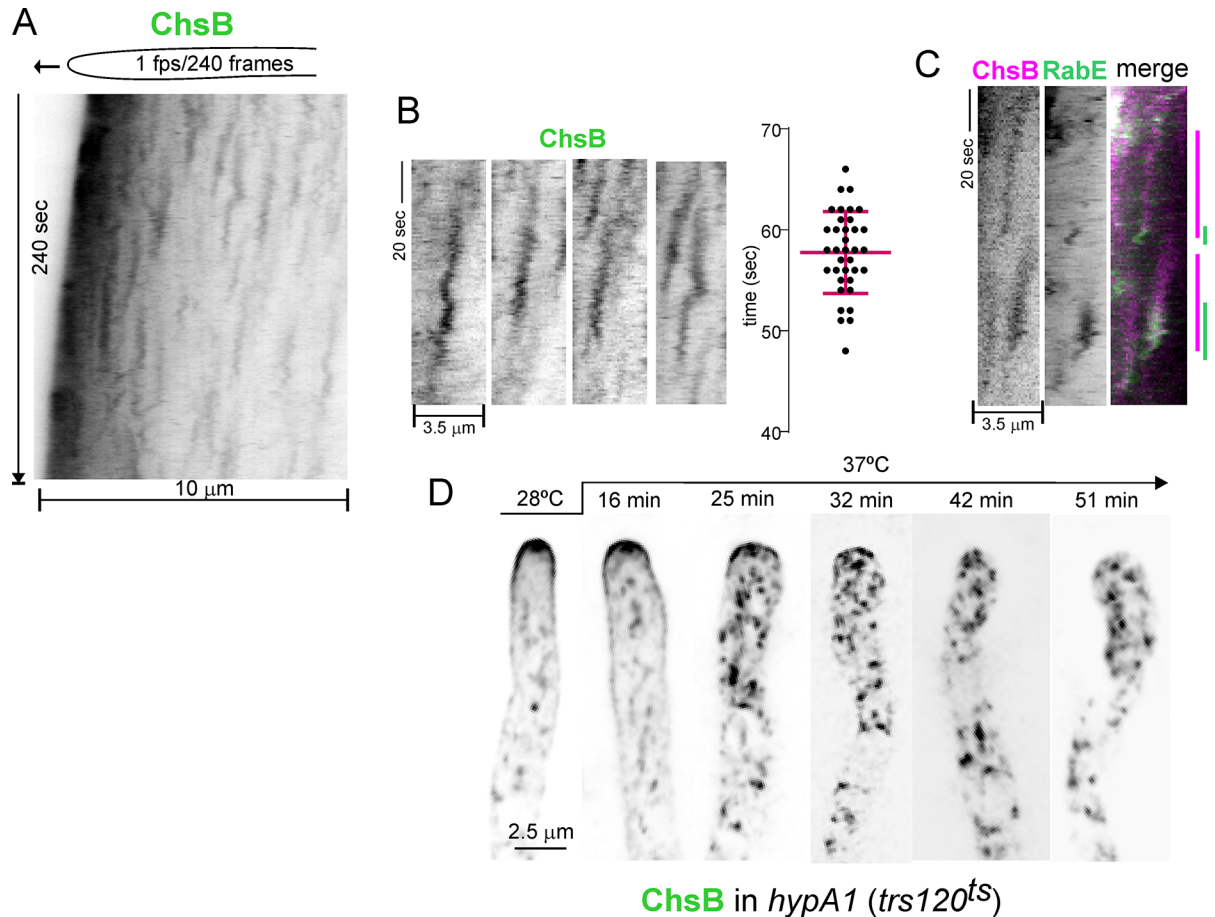 A
ChsB
1 fps/240 frames
240 sec
10 μm
B
ChsB
20 sec
3.5 μm
time (sec)
70
60
50
40
C
ChsB RabE merge
20 sec
3.5 μm
D
37ºC
28ºC 16 min 25 min 32 min 42 min 51 min
2.5 μm
ChsB in hypA1 (trs120ts)